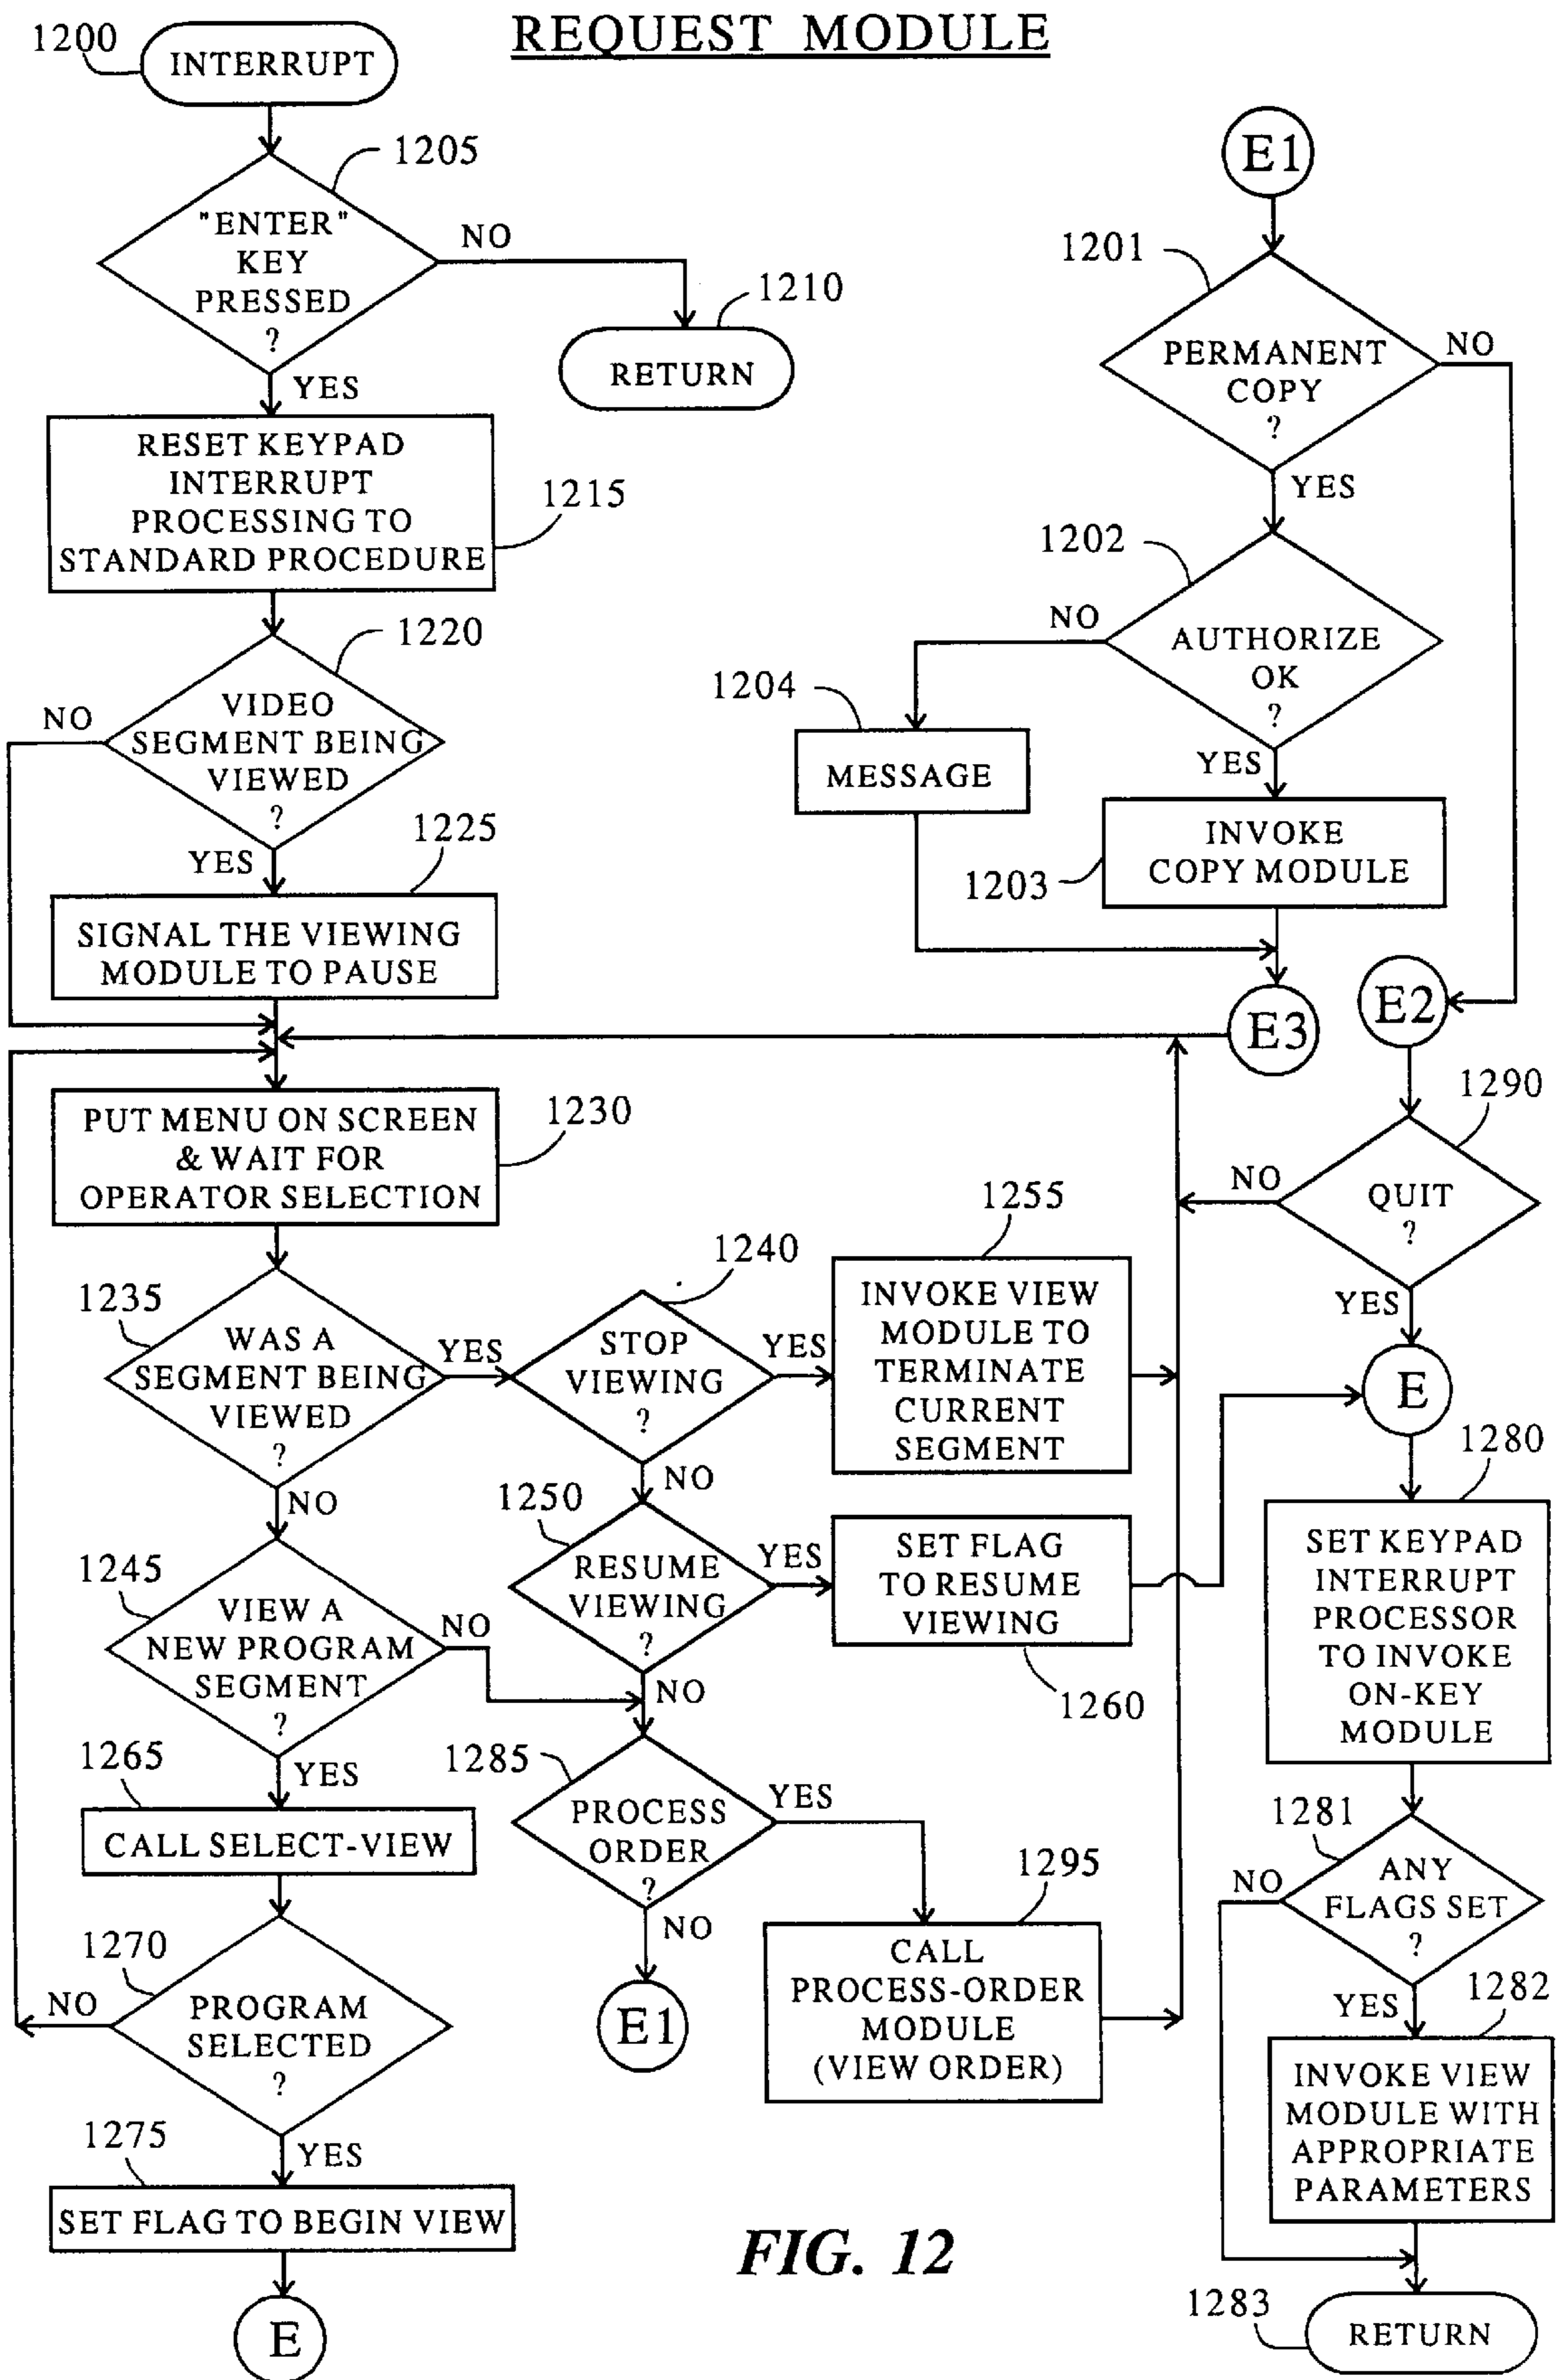 REQUEST MODULE
1200
INTERRUPT
1205
"ENTER"
KEY
PRESSED
?
NO
1210
RETURN
YES
RESET KEYPAD
INTERRUPT
PROCESSING TO
STANDARD PROCEDURE
1215
1220
VIDEO
SEGMENT BEING
VIEWED
?
NO
YES
1225
SIGNAL THE VIEWING
MODULE TO PAUSE
PUT MENU ON SCREEN
& WAIT FOR
OPERATOR SELECTION
1230
1235
WAS A
SEGMENT BEING
VIEWED
?
YES
NO
1240
STOP
VIEWING
?
YES
NO
1255
INVOKE VIEW
MODULE TO
TERMINATE
CURRENT
SEGMENT
1250
RESUME
VIEWING
?
YES
NO
SET FLAG
TO RESUME
VIEWING
1260
1245
VIEW A
NEW PROGRAM
SEGMENT
?
NO
YES
1265
CALL SELECT-VIEW
1270
PROGRAM
SELECTED
?
NO
YES
1275
SET FLAG TO BEGIN VIEW
E
1285
PROCESS
ORDER
?
YES
NO
E1
1295
CALL
PROCESS-ORDER
MODULE
(VIEW ORDER)
E1
1201
PERMANENT
COPY
?
NO
YES
1202
AUTHORIZE
OK
?
NO
YES
1204
MESSAGE
INVOKE
COPY MODULE
1203
E3
E2
1290
QUIT
?
NO
YES
E
1280
SET KEYPAD
INTERRUPT
PROCESSOR
TO INVOKE
ON-KEY
MODULE
1281
ANY
FLAGS SET
?
NO
YES
1282
INVOKE VIEW
MODULE WITH
APPROPRIATE
PARAMETERS
1283
RETURN
FIG. 12